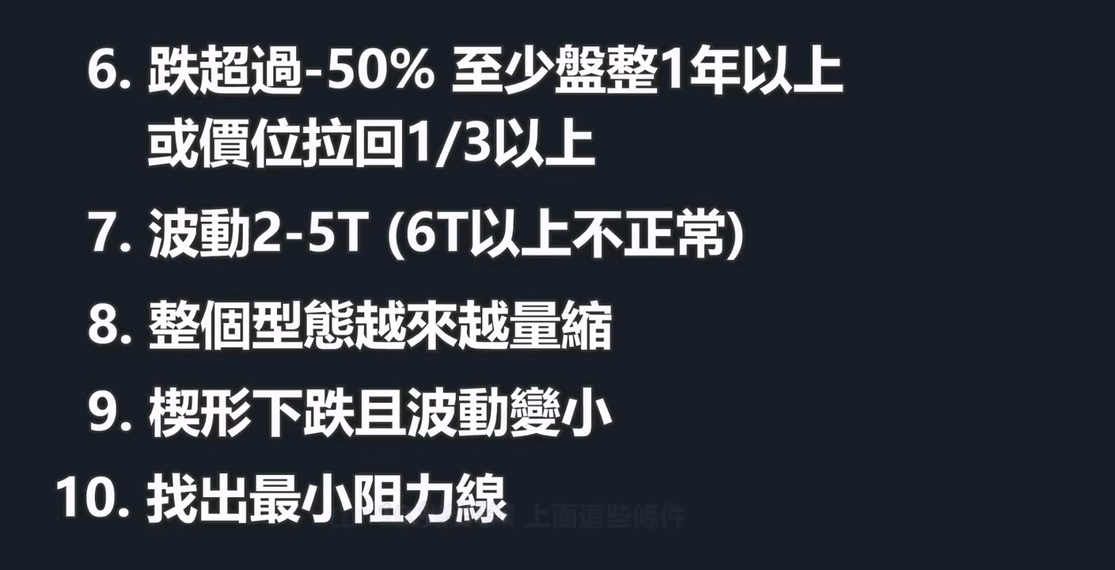 6. 跌超過-50% 至少盤整1年以上
或價位拉回1/3以上
7. 波動2-5T (6T以上不正常)
8. 整個型態越來越量縮
9. 楔形下跌且波動變小
10. 找出最小阻力線
上面這些條件